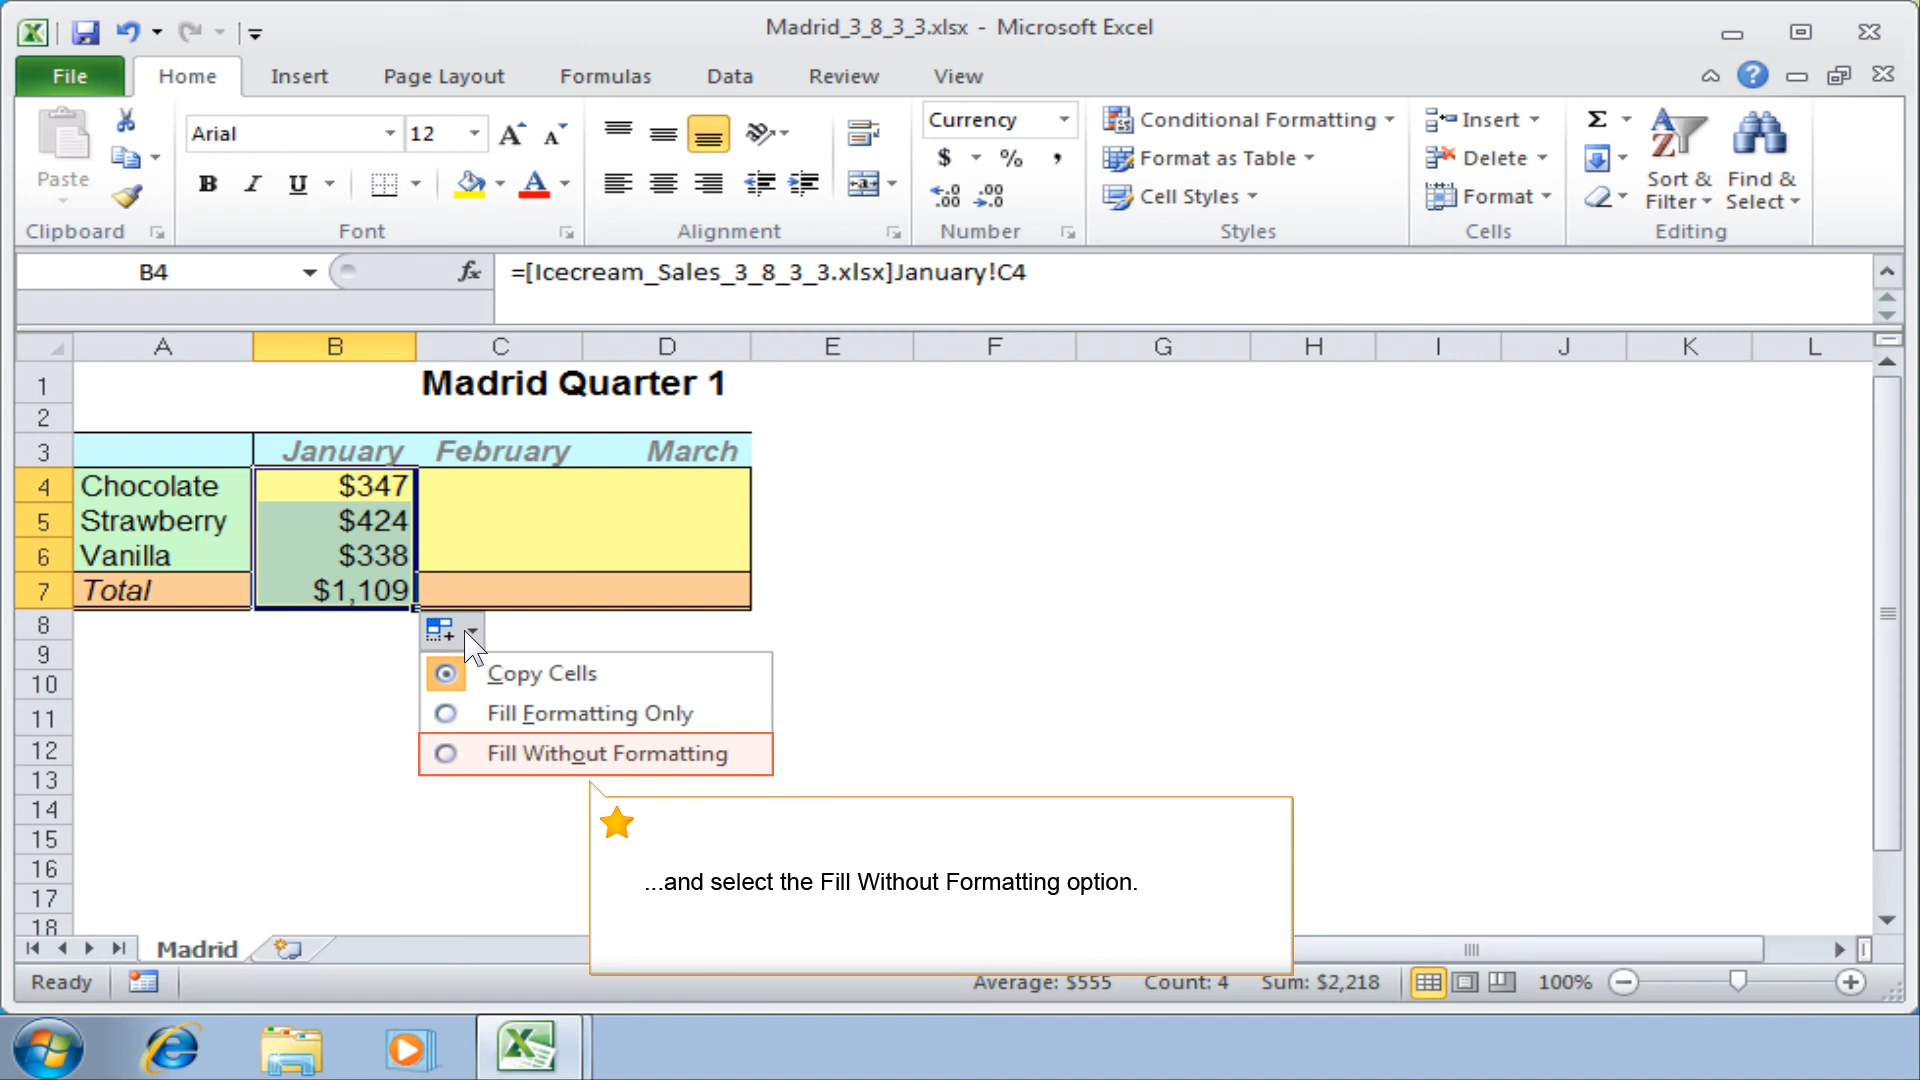 Madrid_3_8_3_3.xlsx - Microsoft Excel
File Home Insert Page Layout Formulas Data Review View
Paste
Arial 12
B I U
Currency
$ % ,
Conditional Formatting
Format as Table
Cell Styles
Insert
Delete
Format
Σ
Sort & Filter
Find & Select
Clipboard Font Alignment Number Styles Cells Editing
B4 fx =[Icecream_Sales_3_8_3_3.xlsx]January!C4
A B C D E F G H I J K L
1 Madrid Quarter 1
2
3 January February March
4 Chocolate $347
5 Strawberry $424
6 Vanilla $338
7 Total $1,109
8
9
10
11
12
13
14
15
16
17
18
Copy Cells
Fill Formatting Only
Fill Without Formatting
...and select the Fill Without Formatting option.
Madrid
Ready Average: $555 Count: 4 Sum: $2,218 100%